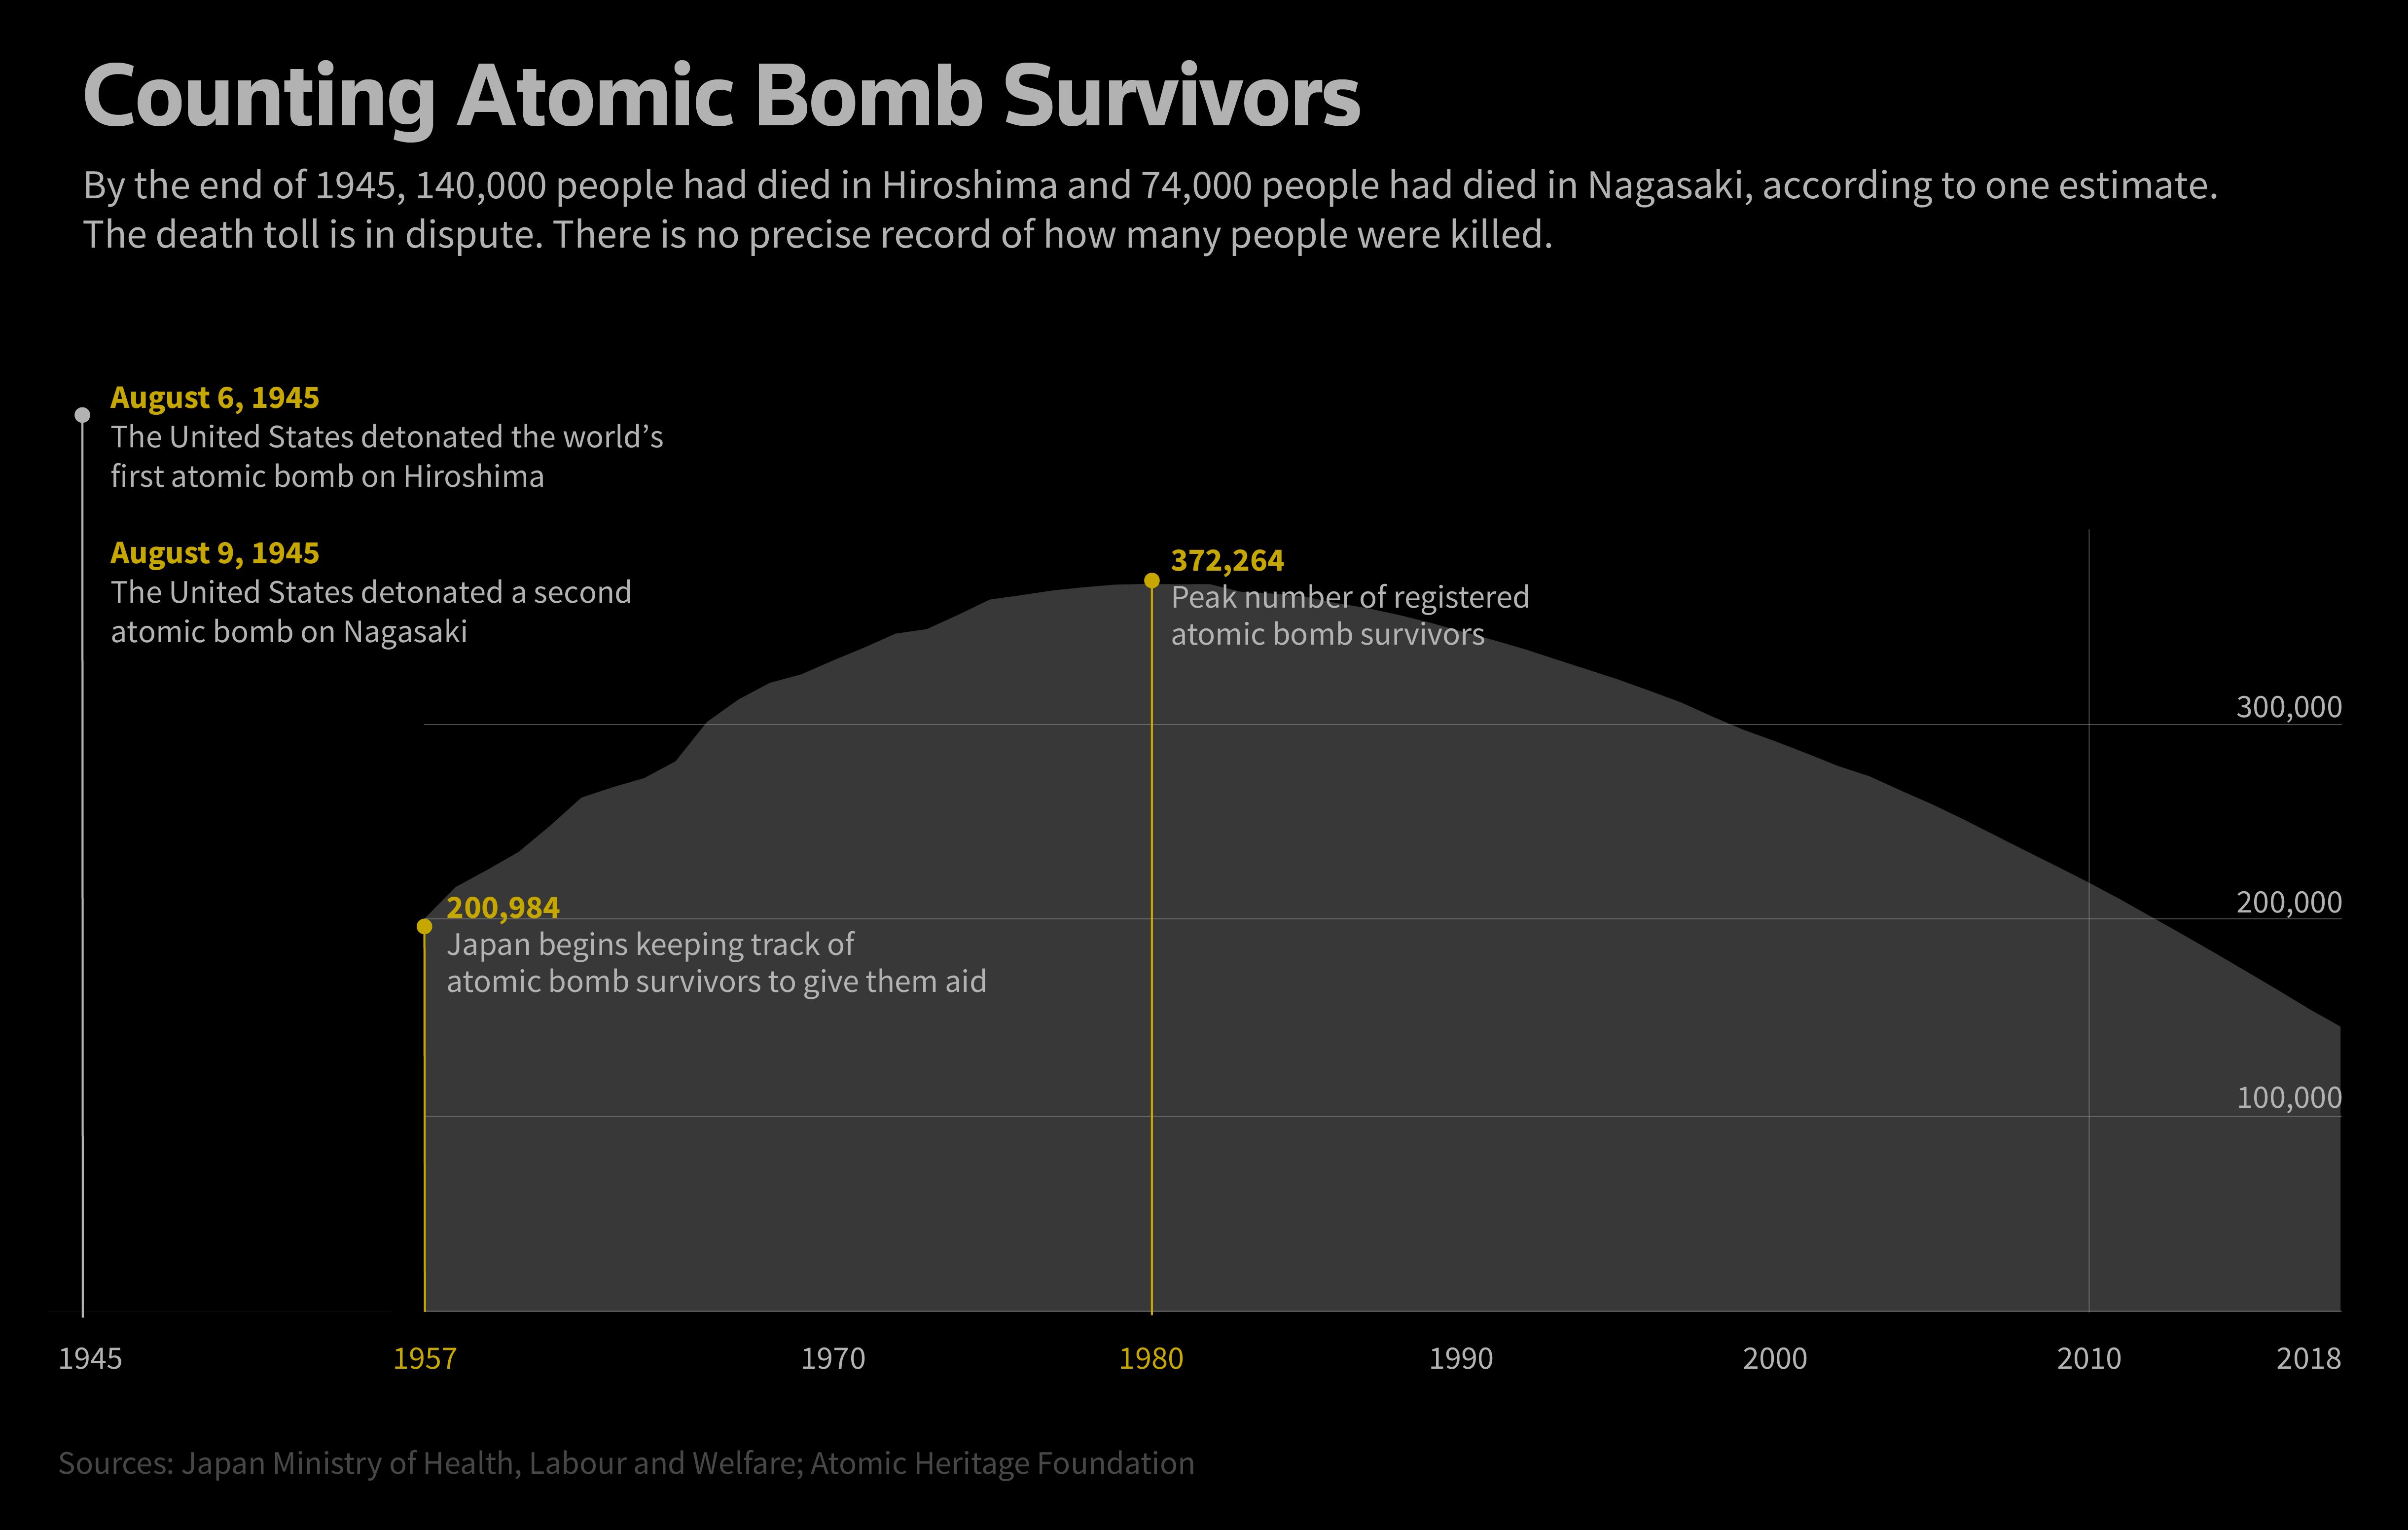 Counting Atomic Bomb Survivors
By the end of 1945, 140,000 people had died in Hiroshima and 74,000 people had died in Nagasaki, according to one estimate.
The death toll is in dispute. There is no precise record of how many people were killed.
August 6, 1945
The United States detonated the world’s
first atomic bomb on Hiroshima
August 9, 1945
The United States detonated a second
atomic bomb on Nagasaki
372,264
Peak number of registered
atomic bomb survivors
300,000
200,984
Japan begins keeping track of
atomic bomb survivors to give them aid
200,000
100,000
1945
1957
1970
1980
1990
2000
2010
2018
Sources: Japan Ministry of Health, Labour and Welfare; Atomic Heritage Foundation